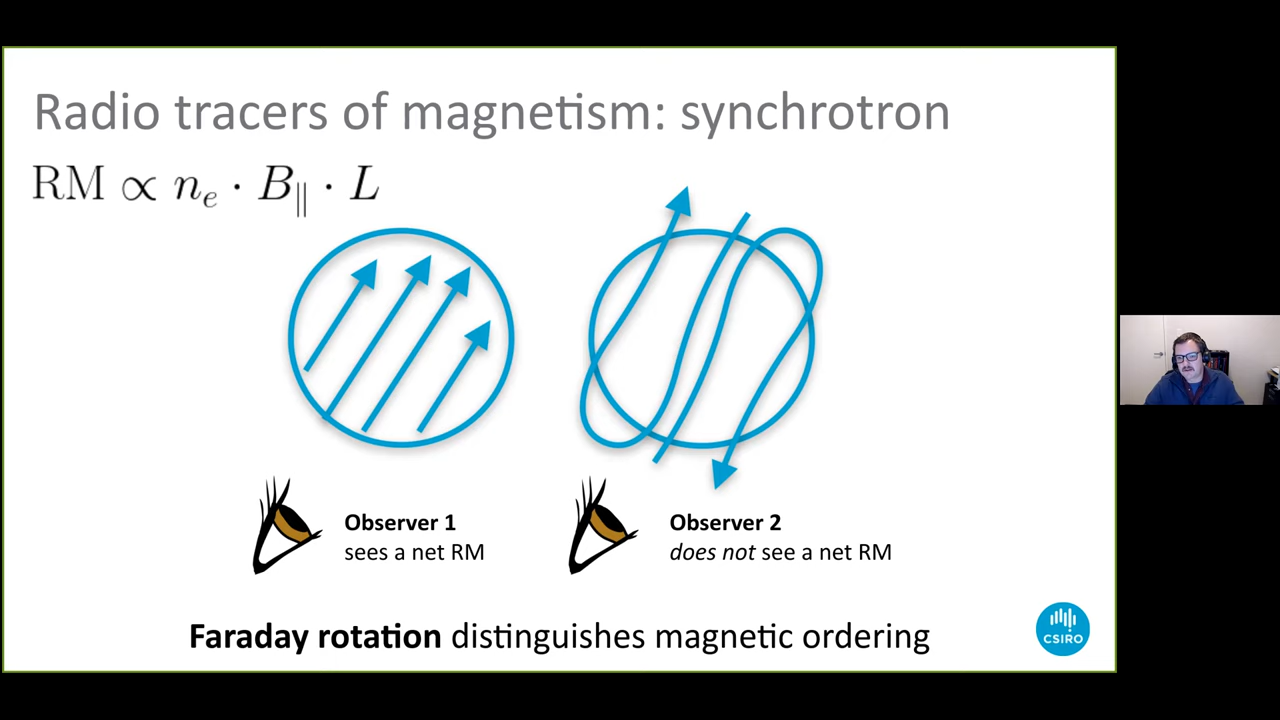 Radio tracers of magnetism: synchrotron
RM ∝ nₑ · B∥ · L
Observer 1
sees a net RM
Observer 2
does not see a net RM
Faraday rotation distinguishes magnetic ordering
CSIRO